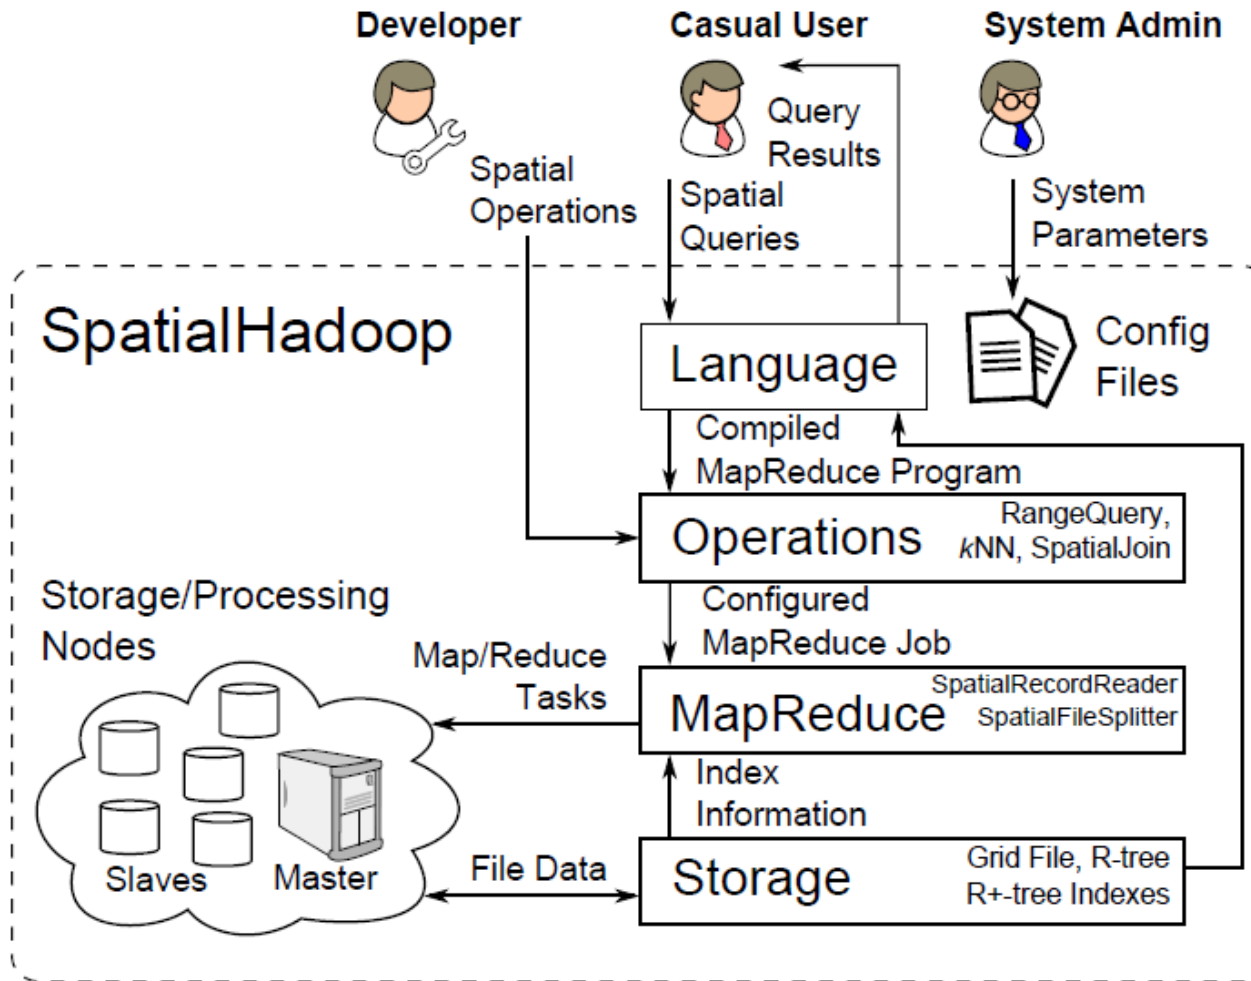 Developer
Casual User
System Admin
Query
Results
Spatial
Operations
Spatial
Queries
System
Parameters
SpatialHadoop
Language
Config
Files
Compiled
MapReduce Program
Operations
RangeQuery,
kNN, SpatialJoin
Storage/Processing
Nodes
Configured
MapReduce Job
Map/Reduce
Tasks
MapReduce
SpatialRecordReader
SpatialFileSplitter
Index
Information
Slaves
Master
File Data
Storage
Grid File, R-tree
R+-tree Indexes